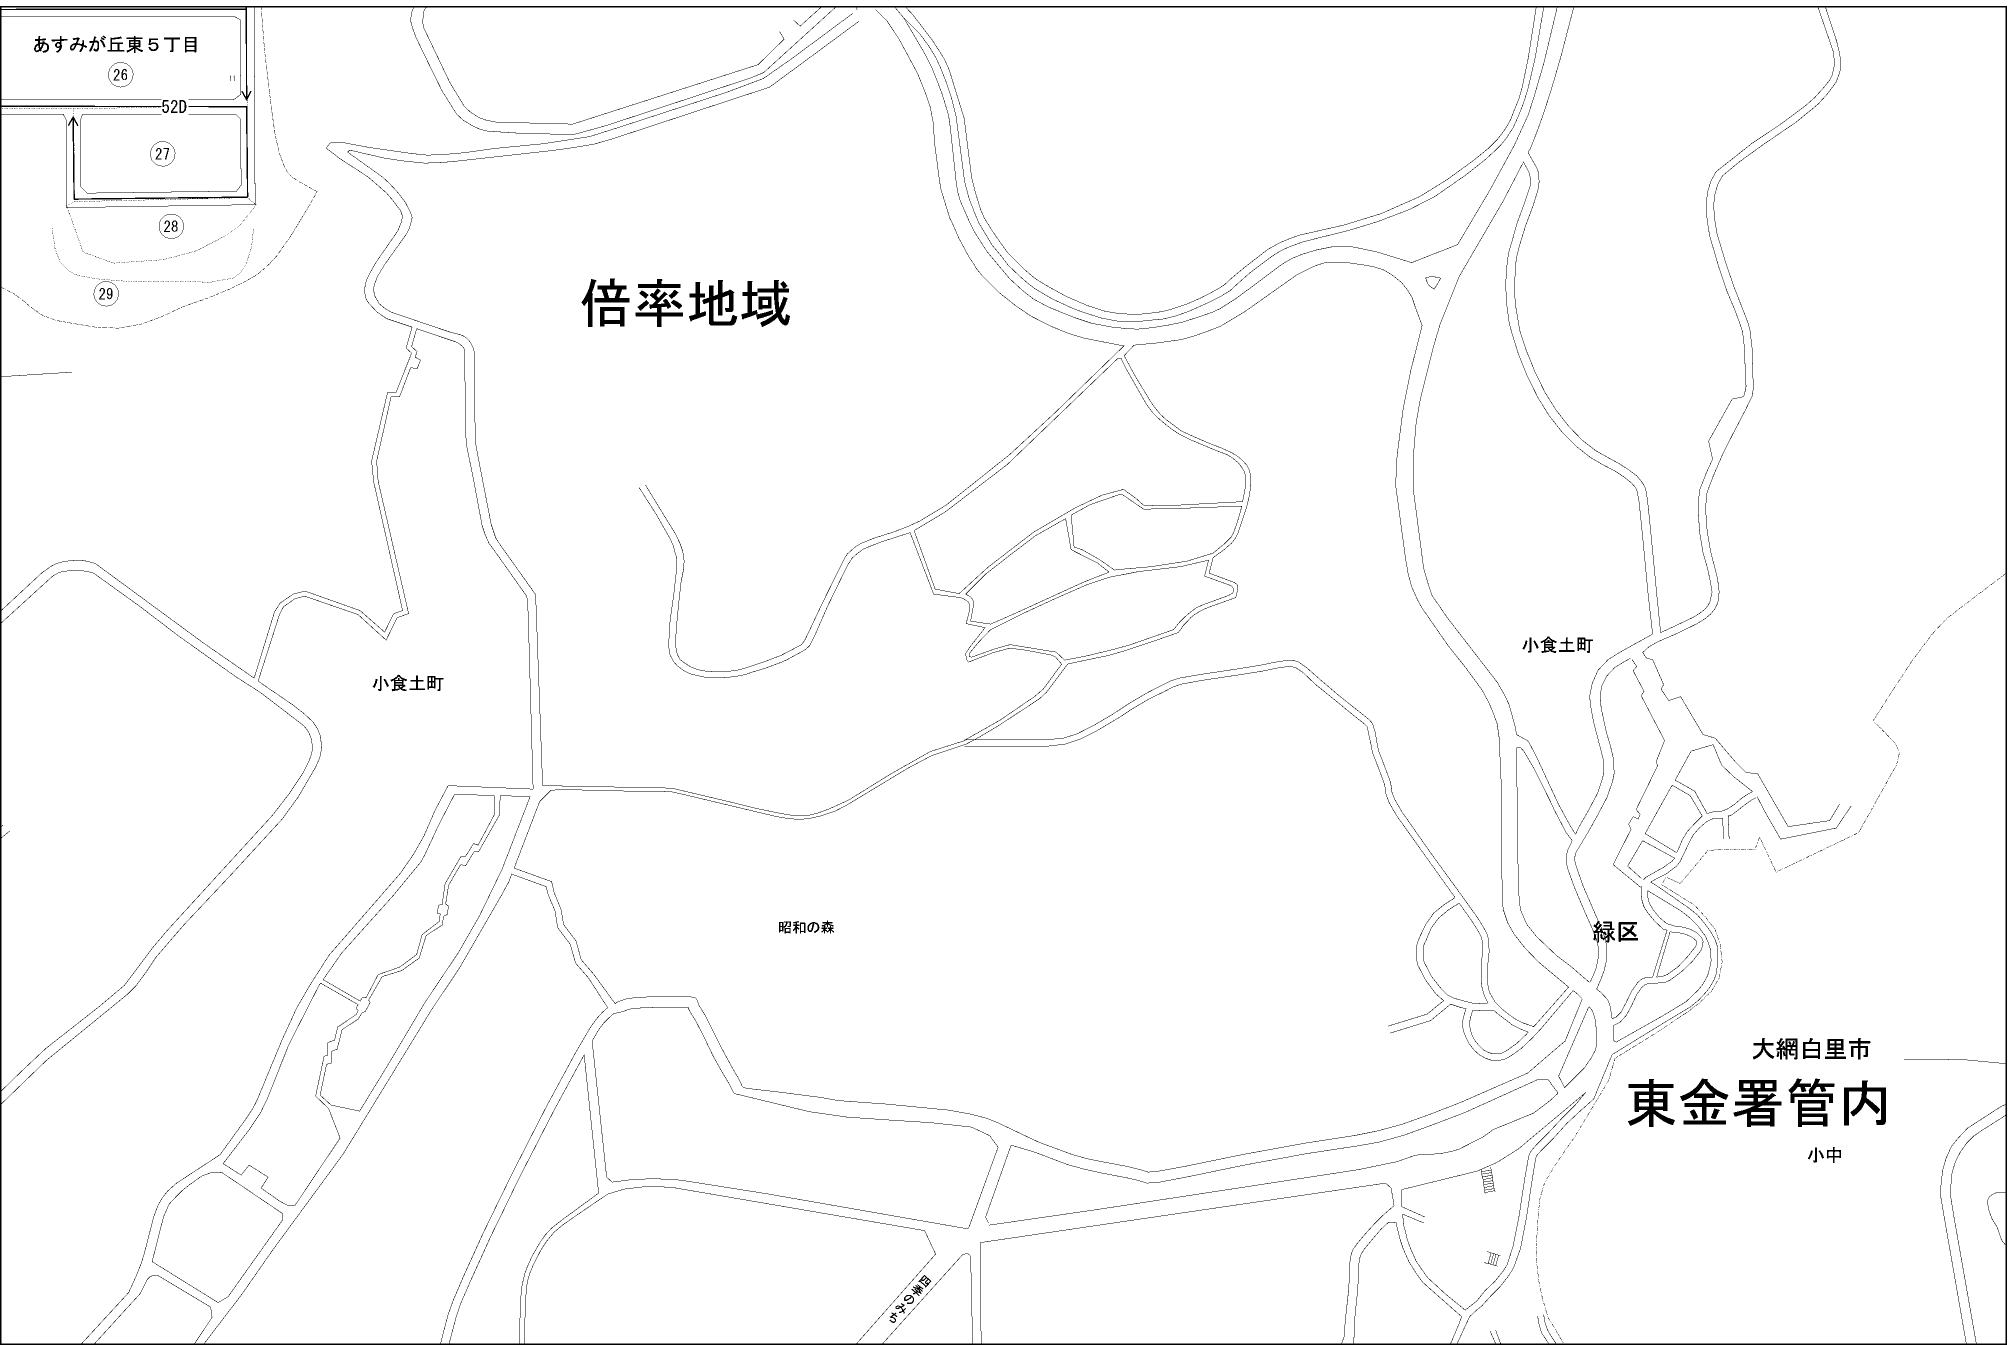 あすみが丘東５丁目
26
52D
27
28
29
倍率地域
小食土町
小食土町
昭和の森
緑区
大網白里市
東金署管内
小中
四季のみち